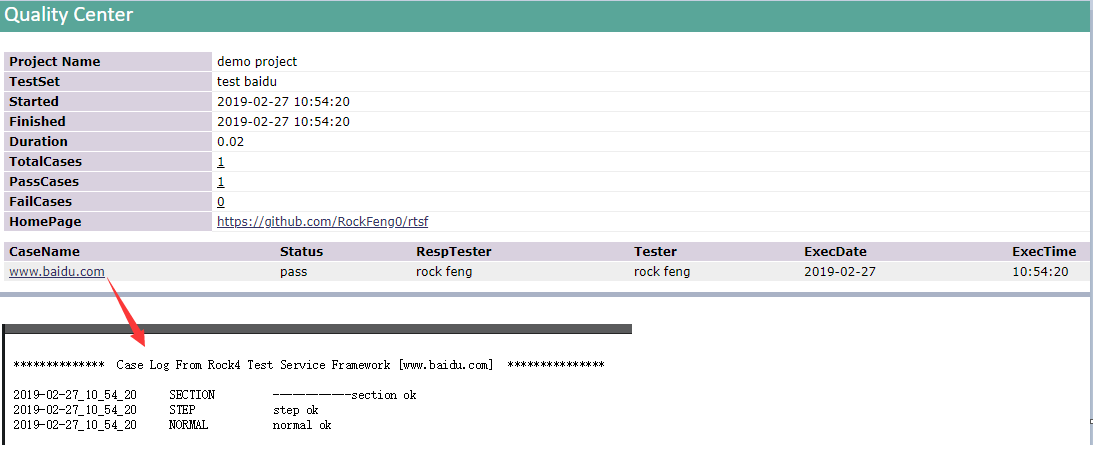 Quality Center
Project Name demo project
TestSet test baidu
Started 2019-02-27 10:54:20
Finished 2019-02-27 10:54:20
Duration 0.02
TotalCases 1
PassCases 1
FailCases 0
HomePage https://github.com/RockFeng0/rtsf
CaseName Status RespTester Tester ExecDate ExecTime
www.baidu.com pass rock feng rock feng 2019-02-27 10:54:20
************** Case Log From Rock4 Test Service Framework [www.baidu.com] ***************
2019-02-27_10_54_20 SECTION ------------section ok
2019-02-27_10_54_20 STEP step ok
2019-02-27_10_54_20 NORMAL normal ok